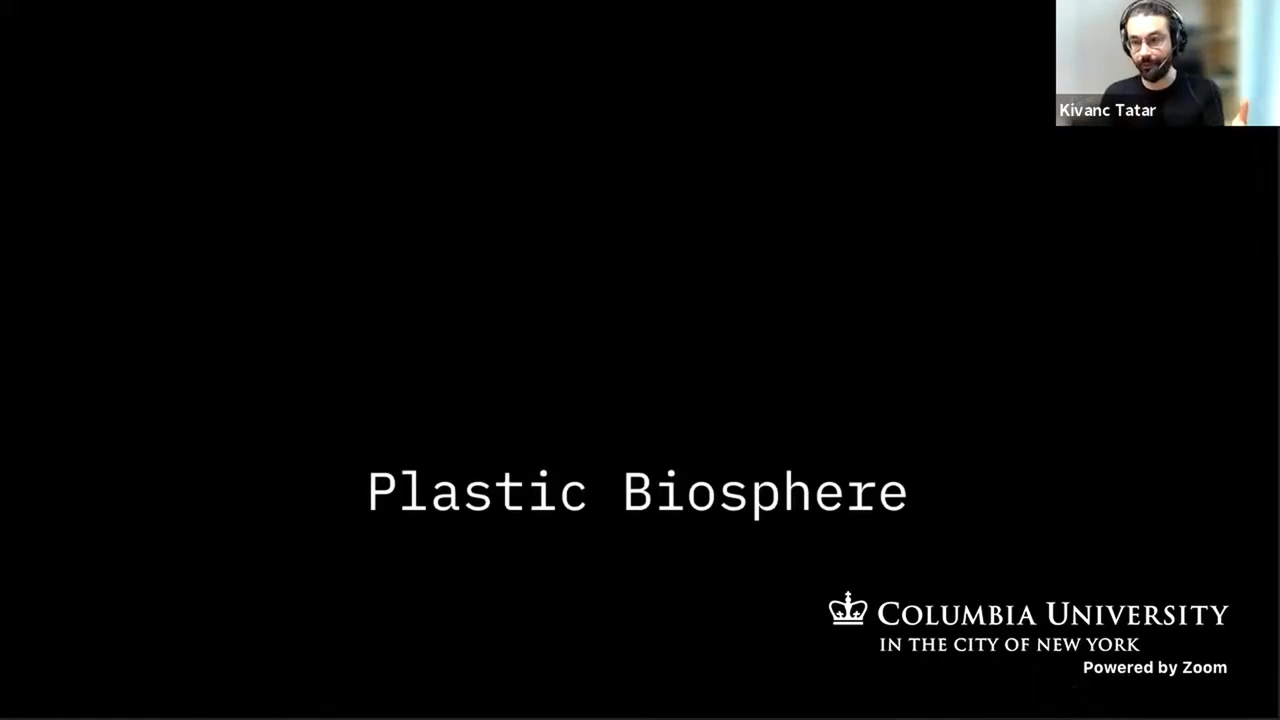 Kivanc Tatar
Plastic Biosphere
COLUMBIA UNIVERSITY
IN THE CITY OF NEW YORK
Powered by Zoom